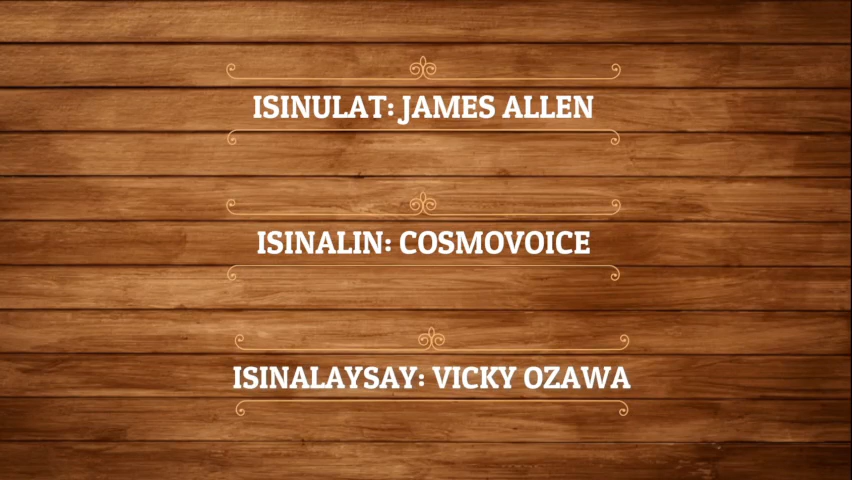 ISINULAT: JAMES ALLEN
ISINALIN: COSMOVOICE
ISINALAYSAY: VICKY OZAWA